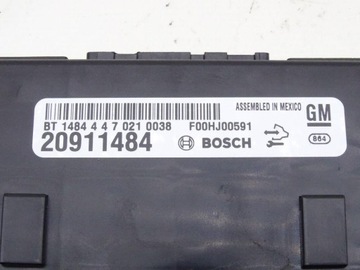 ASSEMBLED IN MEXICO
GM
BT 1484 4 4 7 021 0038 F00HJ00591
20911484 BOSCH 864